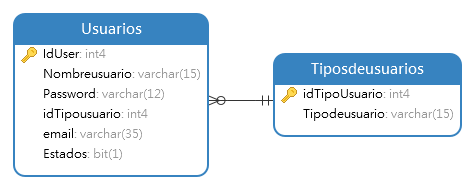 Usuarios
IdUser: int4
Nombreusuario: varchar(15)
Password: varchar(12)
idTipousuario: int4
email: varchar(35)
Estados: bit(1)
Tiposdeusuarios
idTipoUsuario: int4
Tipodeusuario: varchar(15)